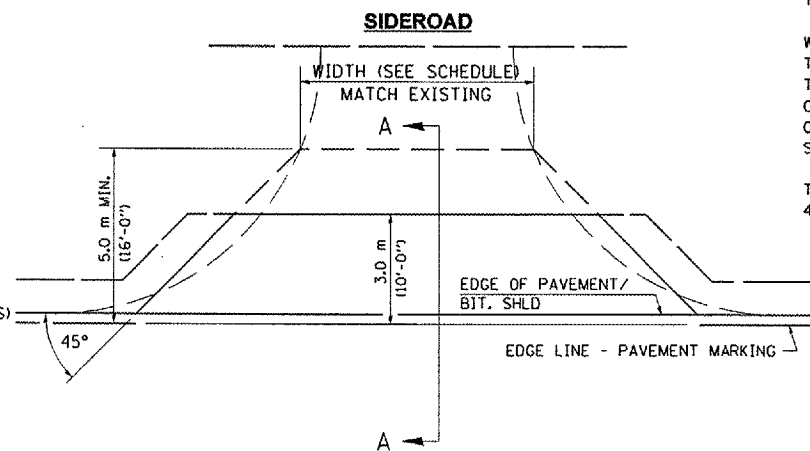 SIDEROAD
WIDTH (SEE SCHEDULE)
MATCH EXISTING
A
5.0 m MIN.
(16'-0")
3.0 m
(10'-0")
EDGE OF PAVEMENT/
BIT. SHLD
S)
45°
EDGE LINE - PAVEMENT MARKING
A
W
T
T
C
S
T
4